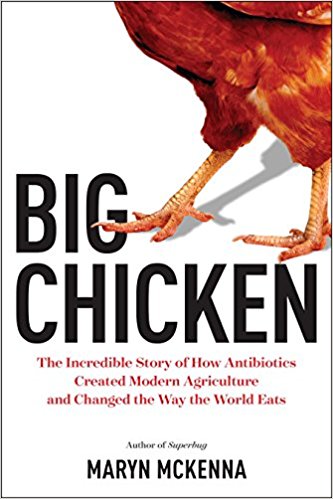 BIG
CHICKEN
The Incredible Story of How Antibiotics
Created Modern Agriculture
and Changed the Way the World Eats
Author of Superbug
MARYN MCKENNA